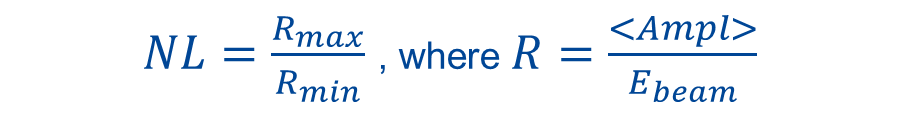 NL = R_max / R_min , where R = <Ampl> / E_beam